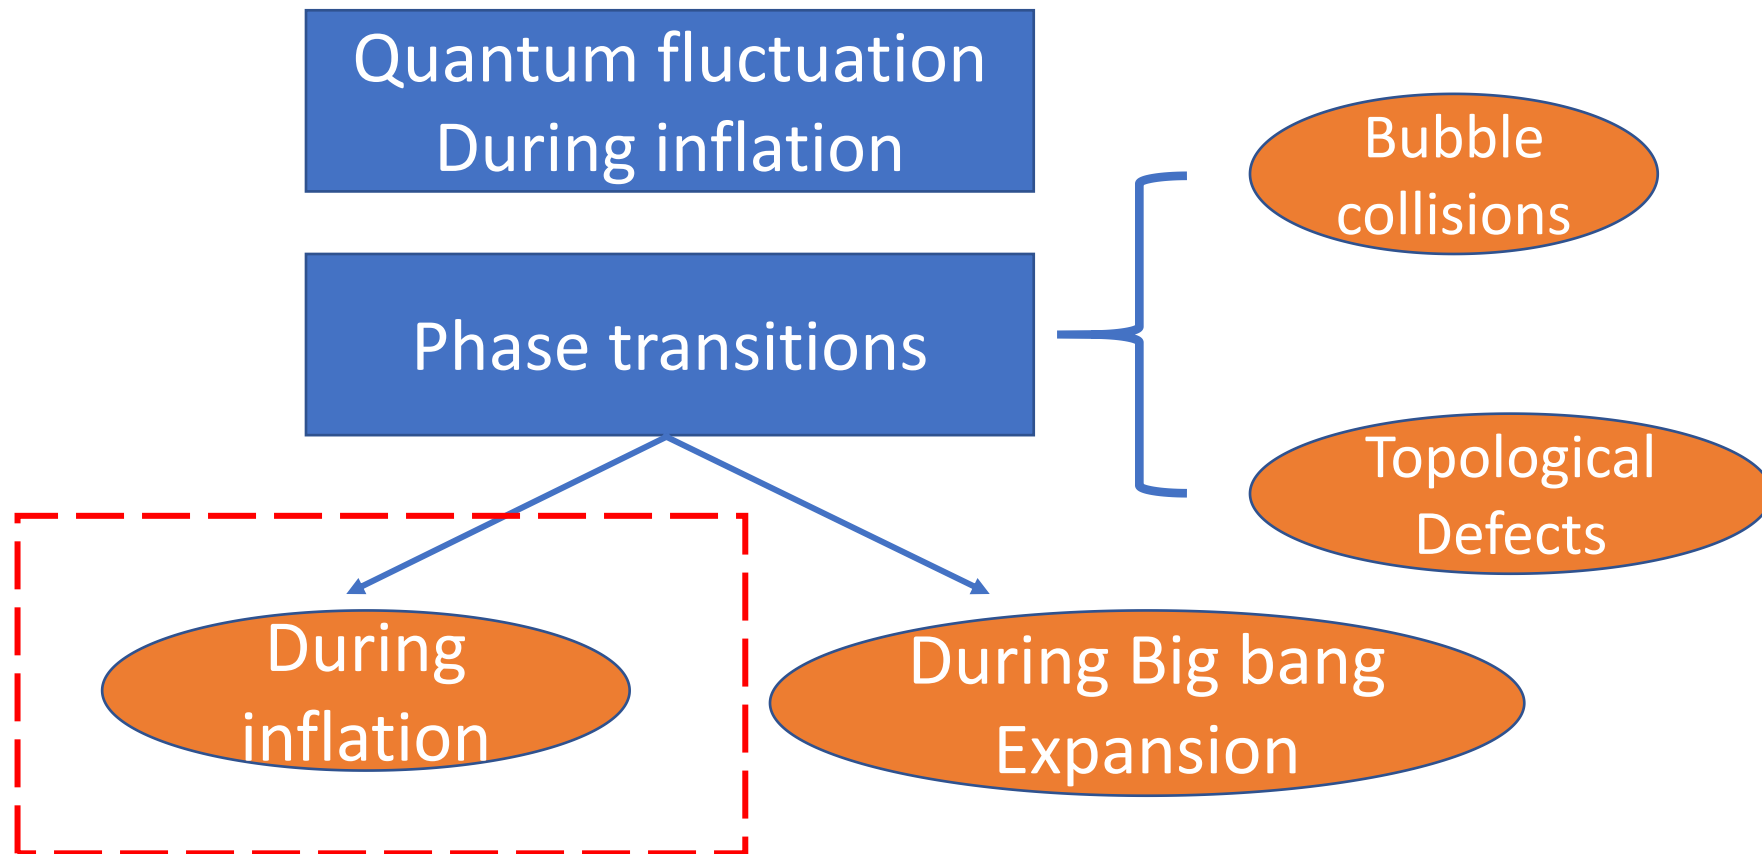 Quantum fluctuation
During inflation
Bubble
collisions
Phase transitions
Topological
Defects
During
inflation
During Big bang
Expansion